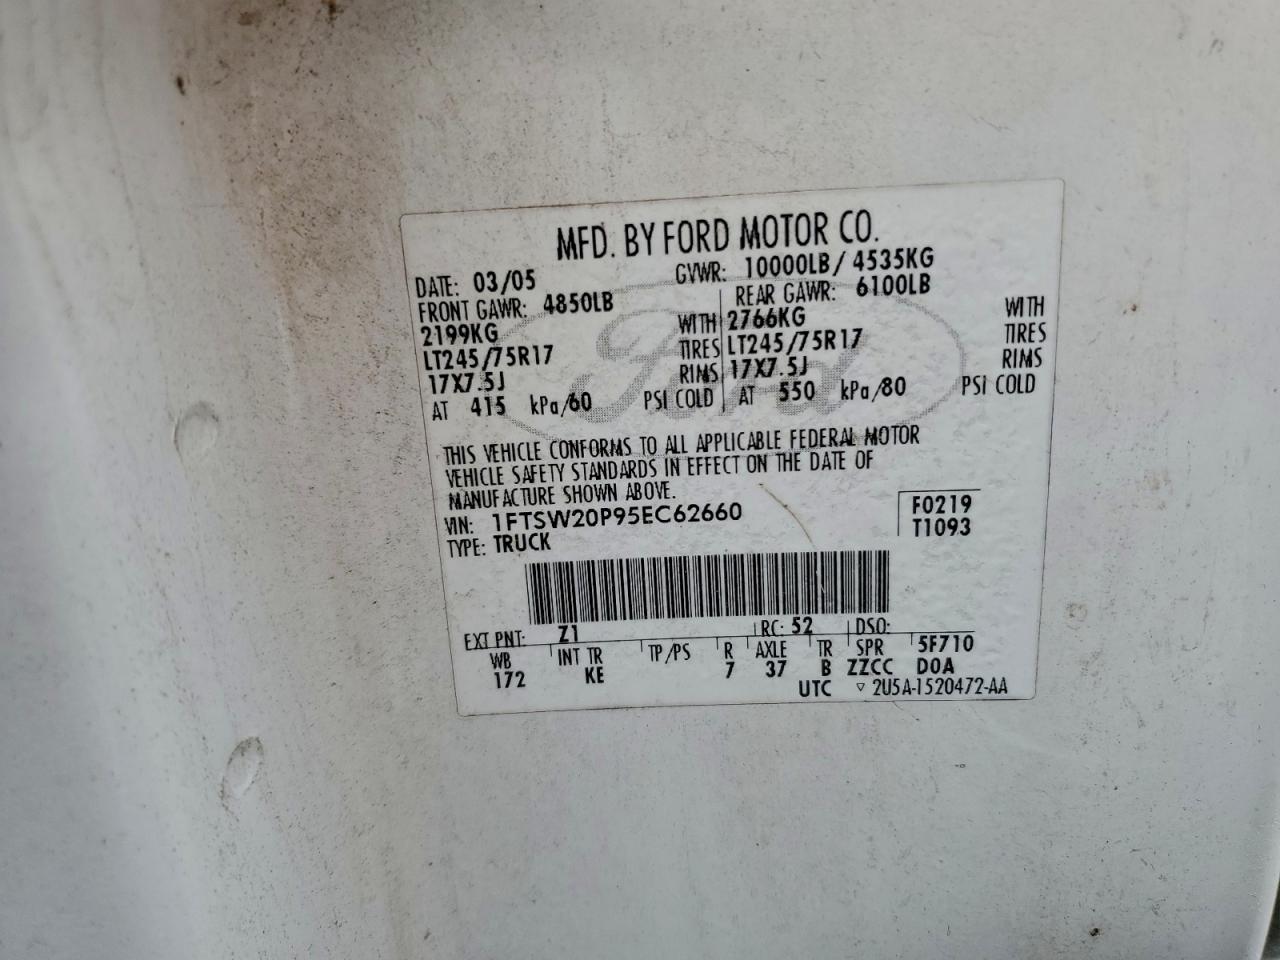 MFD. BY FORD MOTOR CO.
DATE: 03/05 GVWR: 10000LB/ 4535KG
FRONT GAWR: 4850LB REAR GAWR: 6100LB
2199KG WITH 2766KG WITH
LT245/75R17 TIRES LT245/75R17 TIRES
17X7.5J RIMS 17X7.5J RIMS
AT 415 kPa/60 PSI COLD AT 550 kPa/80 PSI COLD
Ford
THIS VEHICLE CONFORMS TO ALL APPLICABLE FEDERAL MOTOR
VEHICLE SAFETY STANDARDS IN EFFECT ON THE DATE OF
MANUFACTURE SHOWN ABOVE.
VIN: 1FTSW20P95EC62660 F0219
TYPE: TRUCK T1093
EXT PNT: Z1 RC: 52 DSO:
WB INT TR TP/PS R AXLE TR SPR 5F710
172 KE 7 37 B ZZCC D0A
UTC ▽ 2U5A-1520472-AA